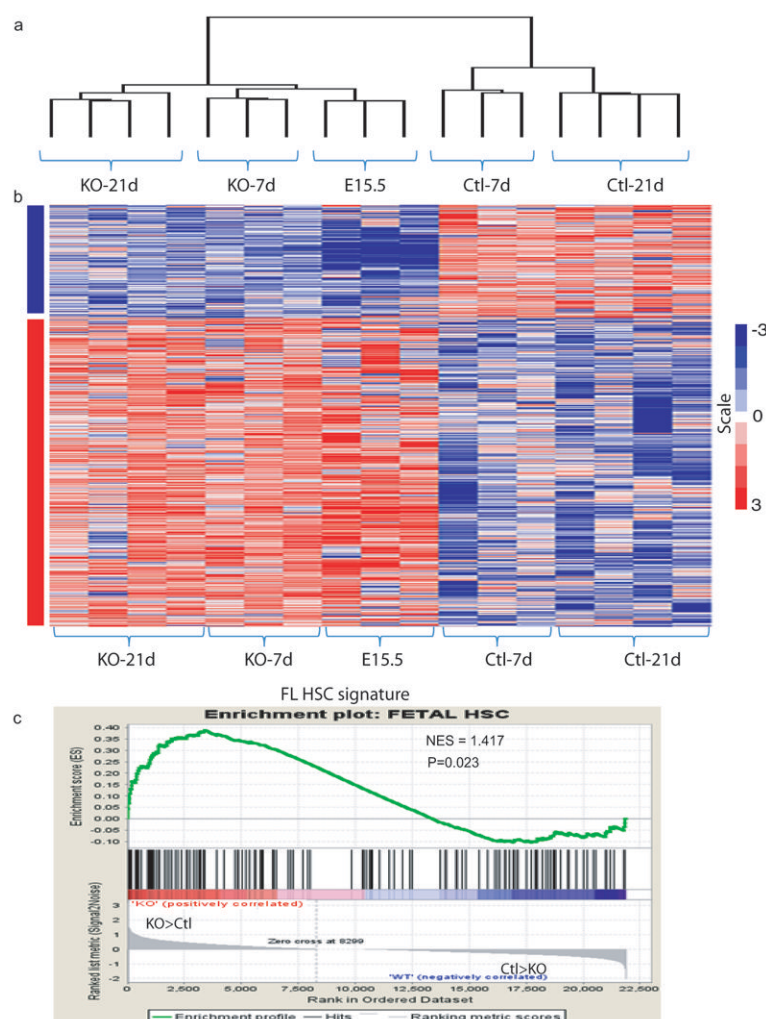 a
KO-21d KO-7d E15.5 Ctl-7d Ctl-21d
b
-3
0
3
Scale
KO-21d KO-7d E15.5 Ctl-7d Ctl-21d
FL HSC signature
c
Enrichment plot: FETAL HSC
NES = 1.417
P=0.023
Enrichment score (ES)
0.40
0.35
0.30
0.25
0.20
0.15
0.10
0.05
0.00
-0.05
-0.10
'KO' (positively correlated)
KO>Ctl
Zero cross at 8299
Ctl>KO
'WT' (negatively correlated)
Ranked list metric (Signal2Noise)
3
2
1
0
-1
-2
0 2,500 5,000 7,500 10,000 12,500 15,000 17,500 20,000 22,500
Rank in Ordered Dataset
Enrichment profile Hits Ranking metric scores